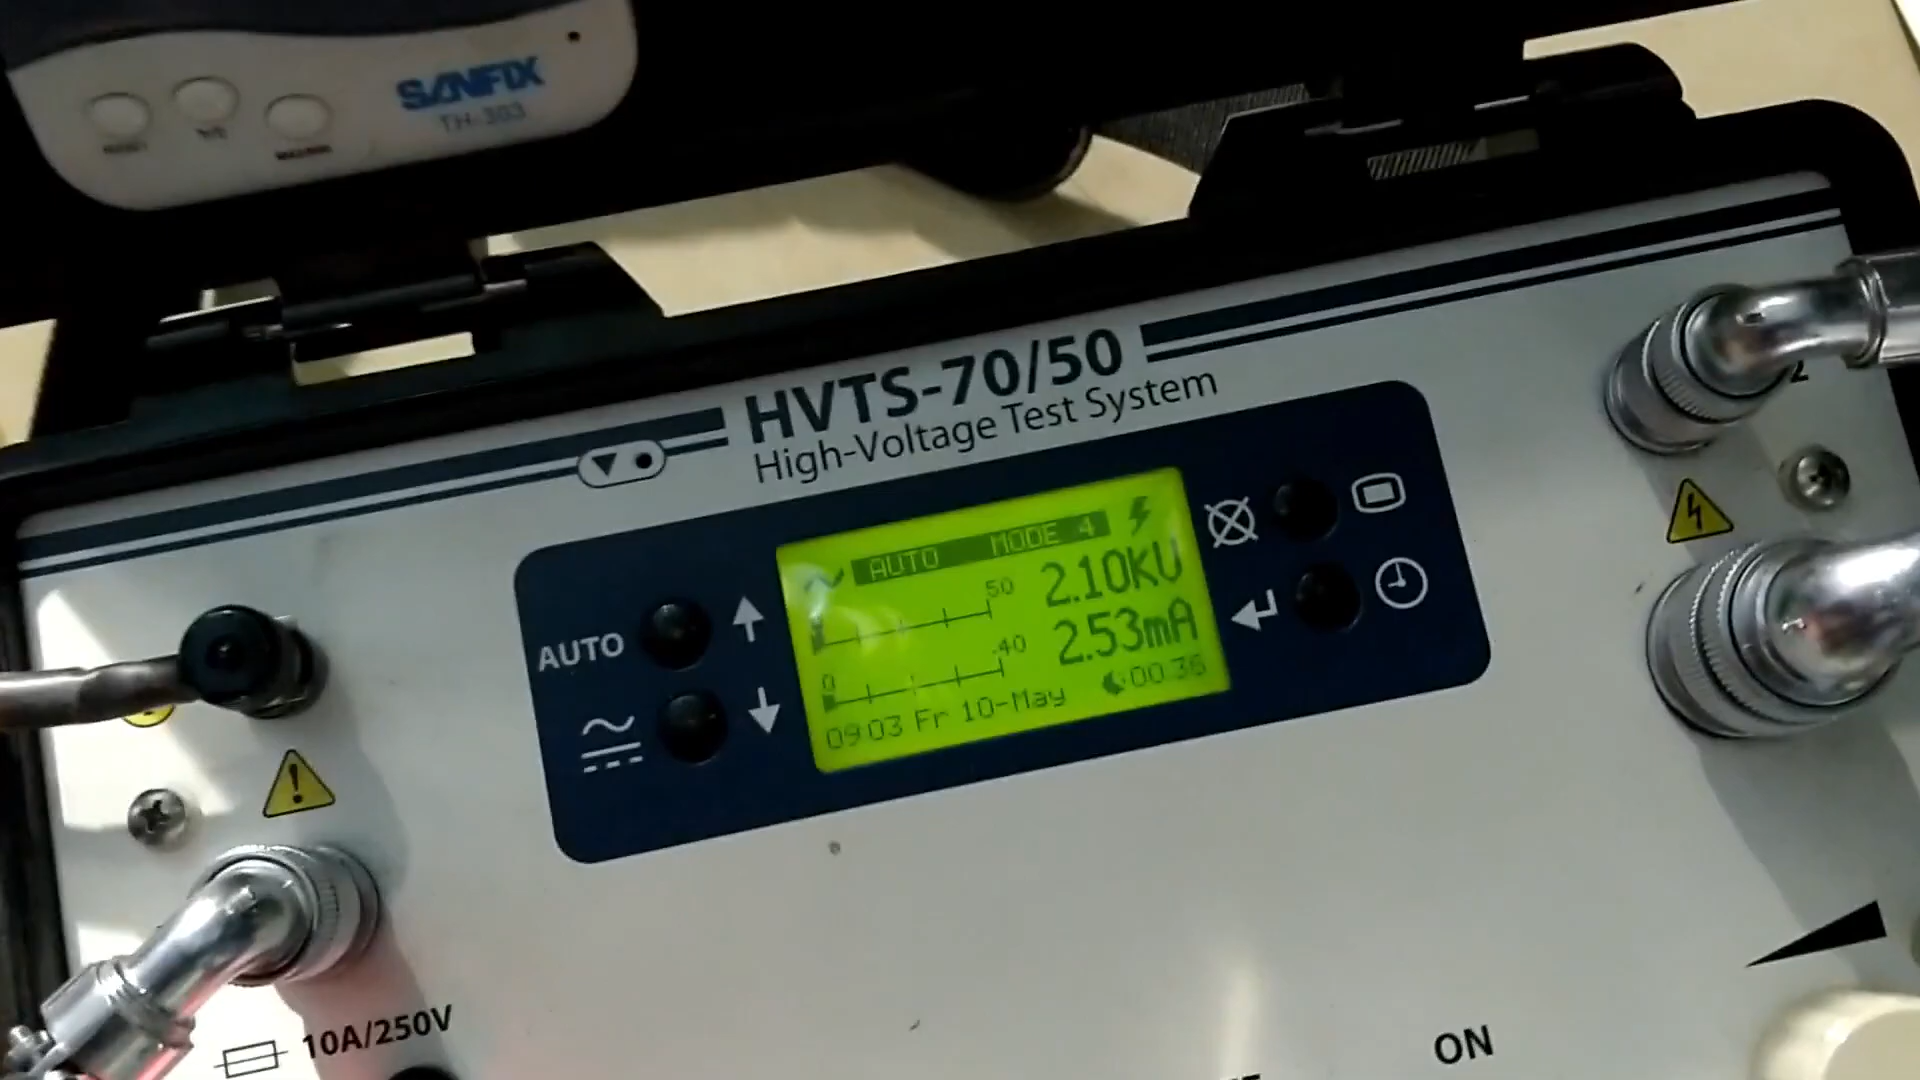 SANFIX
TH-303
HVTS-70/50
High-Voltage Test System
AUTO MODE 4
50
2.10KV
AUTO
40
2.53mA
0
00:36
09:03 Fr 10-May
2
10A/250V
ON